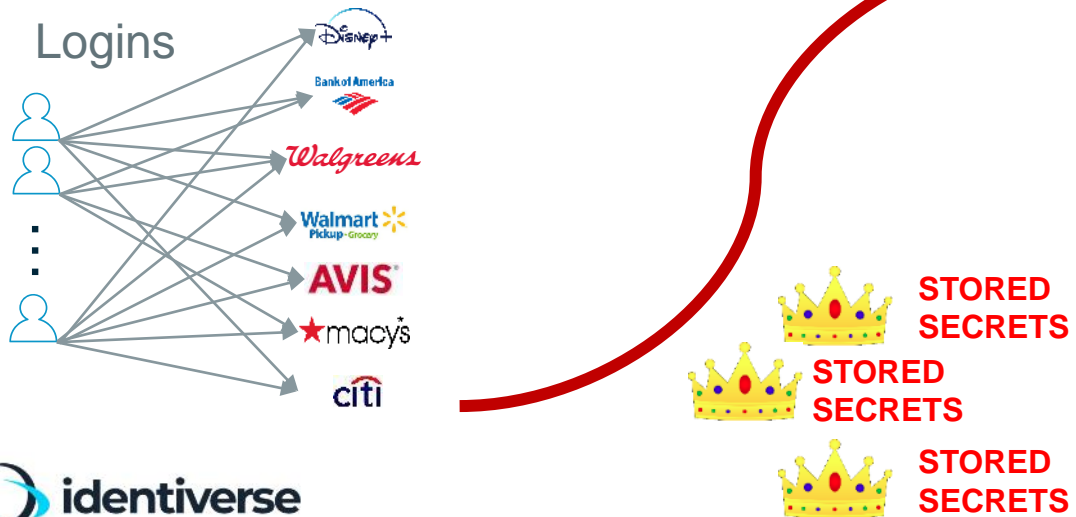 Logins
Disney+
Bank of America
Walgreens
Walmart
Pickup-Grocery
AVIS
macy's
citi
STORED
SECRETS
STORED
SECRETS
STORED
SECRETS
identiverse